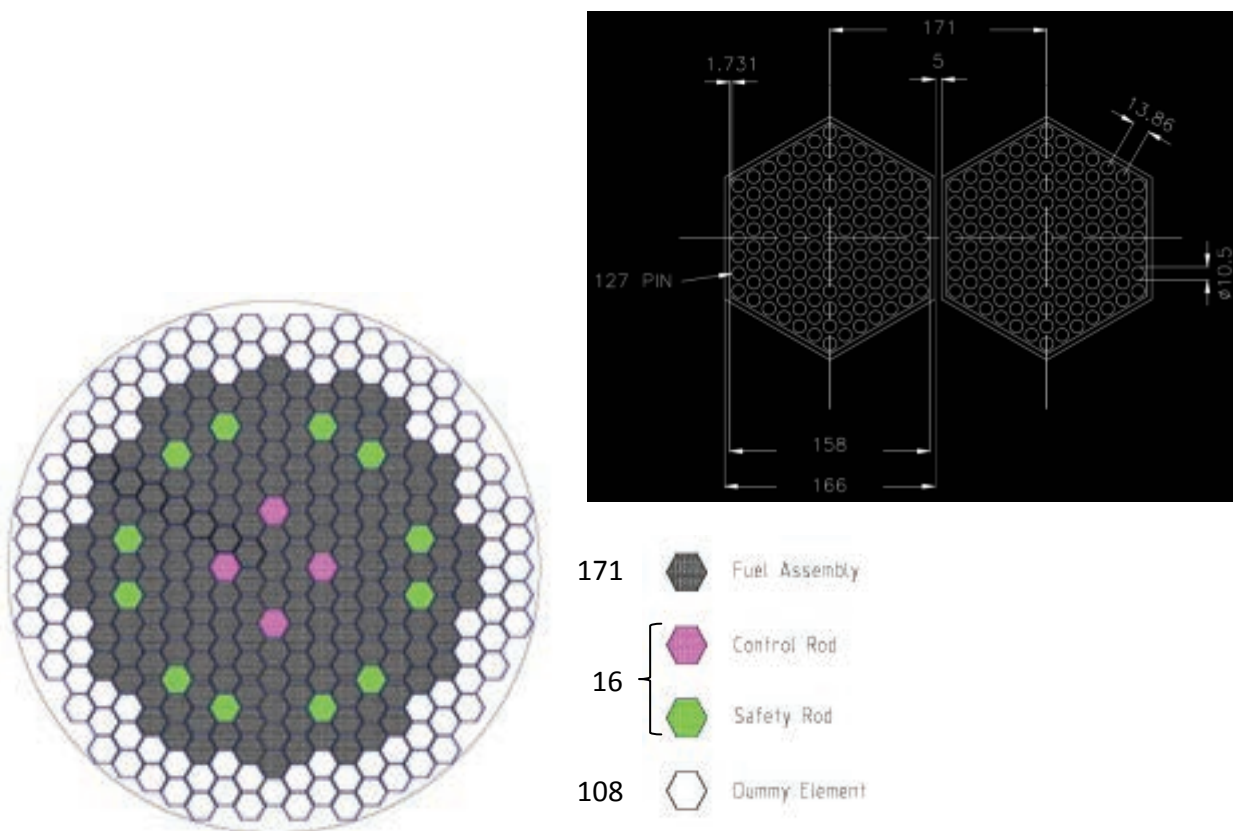 171
1.731
5
13.86
127 PIN
ø10.5
158
166
171 Fuel Assembly
Control Rod
16
Safety Rod
108 Dummy Element